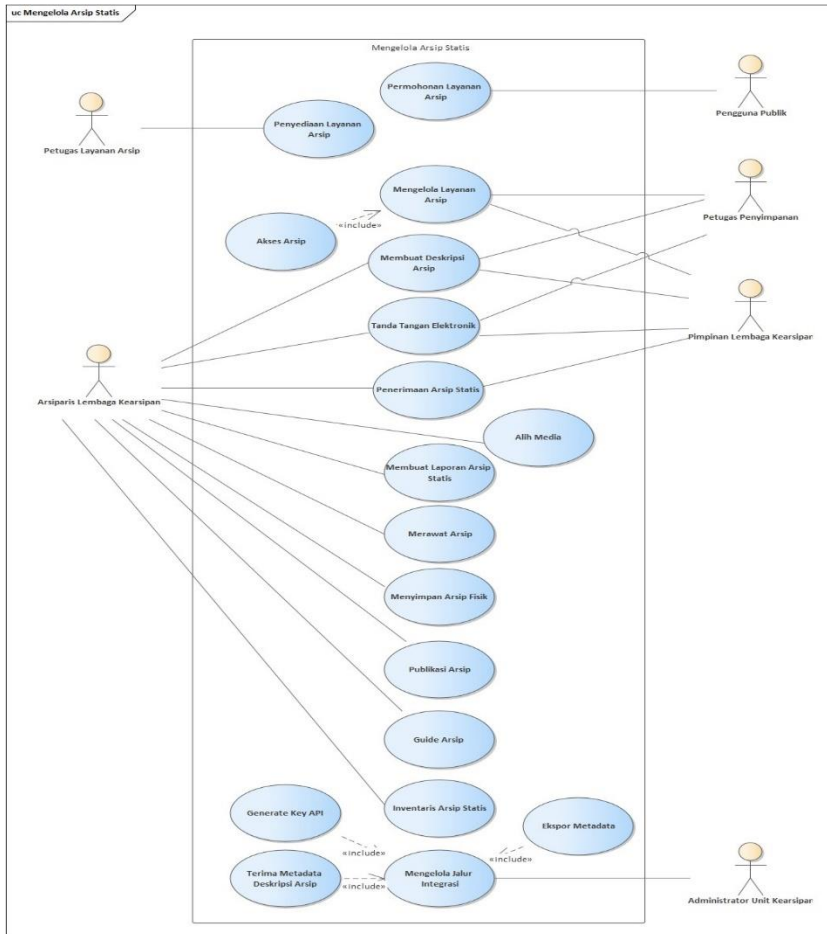 uc Mengelola Arsip Statis
Mengelola Arsip Statis
Permohonan Layanan
Arsip
Pengguna Publik
Penyediaan Layanan
Arsip
Petugas Layanan Arsip
Mengelola Layanan
Arsip
Petugas Penyimpanan
«include»
Akses Arsip
Membuat Deskripsi
Arsip
Tanda Tangan Elektronik
Pimpinan Lembaga Kearsipan
Arsiparis Lembaga Kearsipan
Penerimaan Arsip Statis
Alih Media
Membuat Laporan Arsip
Statis
Merawat Arsip
Menyimpan Arsip Fisik
Publikasi Arsip
Guide Arsip
Inventaris Arsip Statis
Generate Key API
Ekspor Metadata
«include»
«include»
Terima Metadata
Deskripsi Arsip
«include»
Mengelola Jalur
Integrasi
Administrator Unit Kearsipan